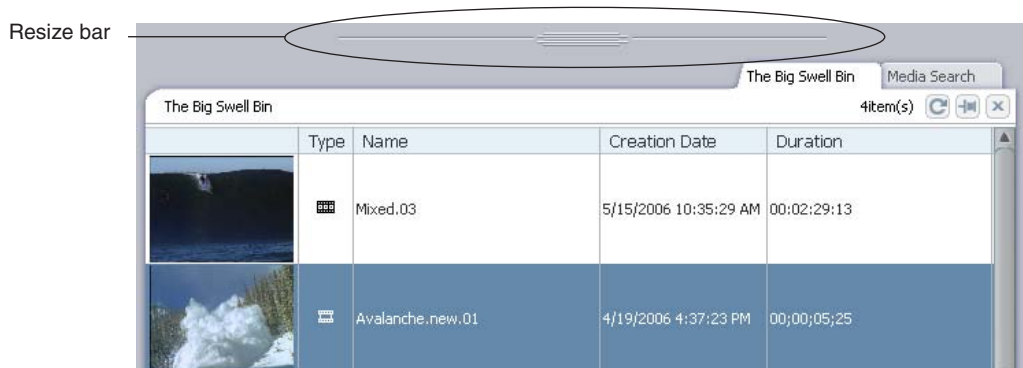 Resize bar
The Big Swell Bin Media Search
The Big Swell Bin 4item(s)
Type Name Creation Date Duration
Mixed.03 5/15/2006 10:35:29 AM 00:02:29:13
Avalanche.new.01 4/19/2006 4:37:23 PM 00;00;05;25